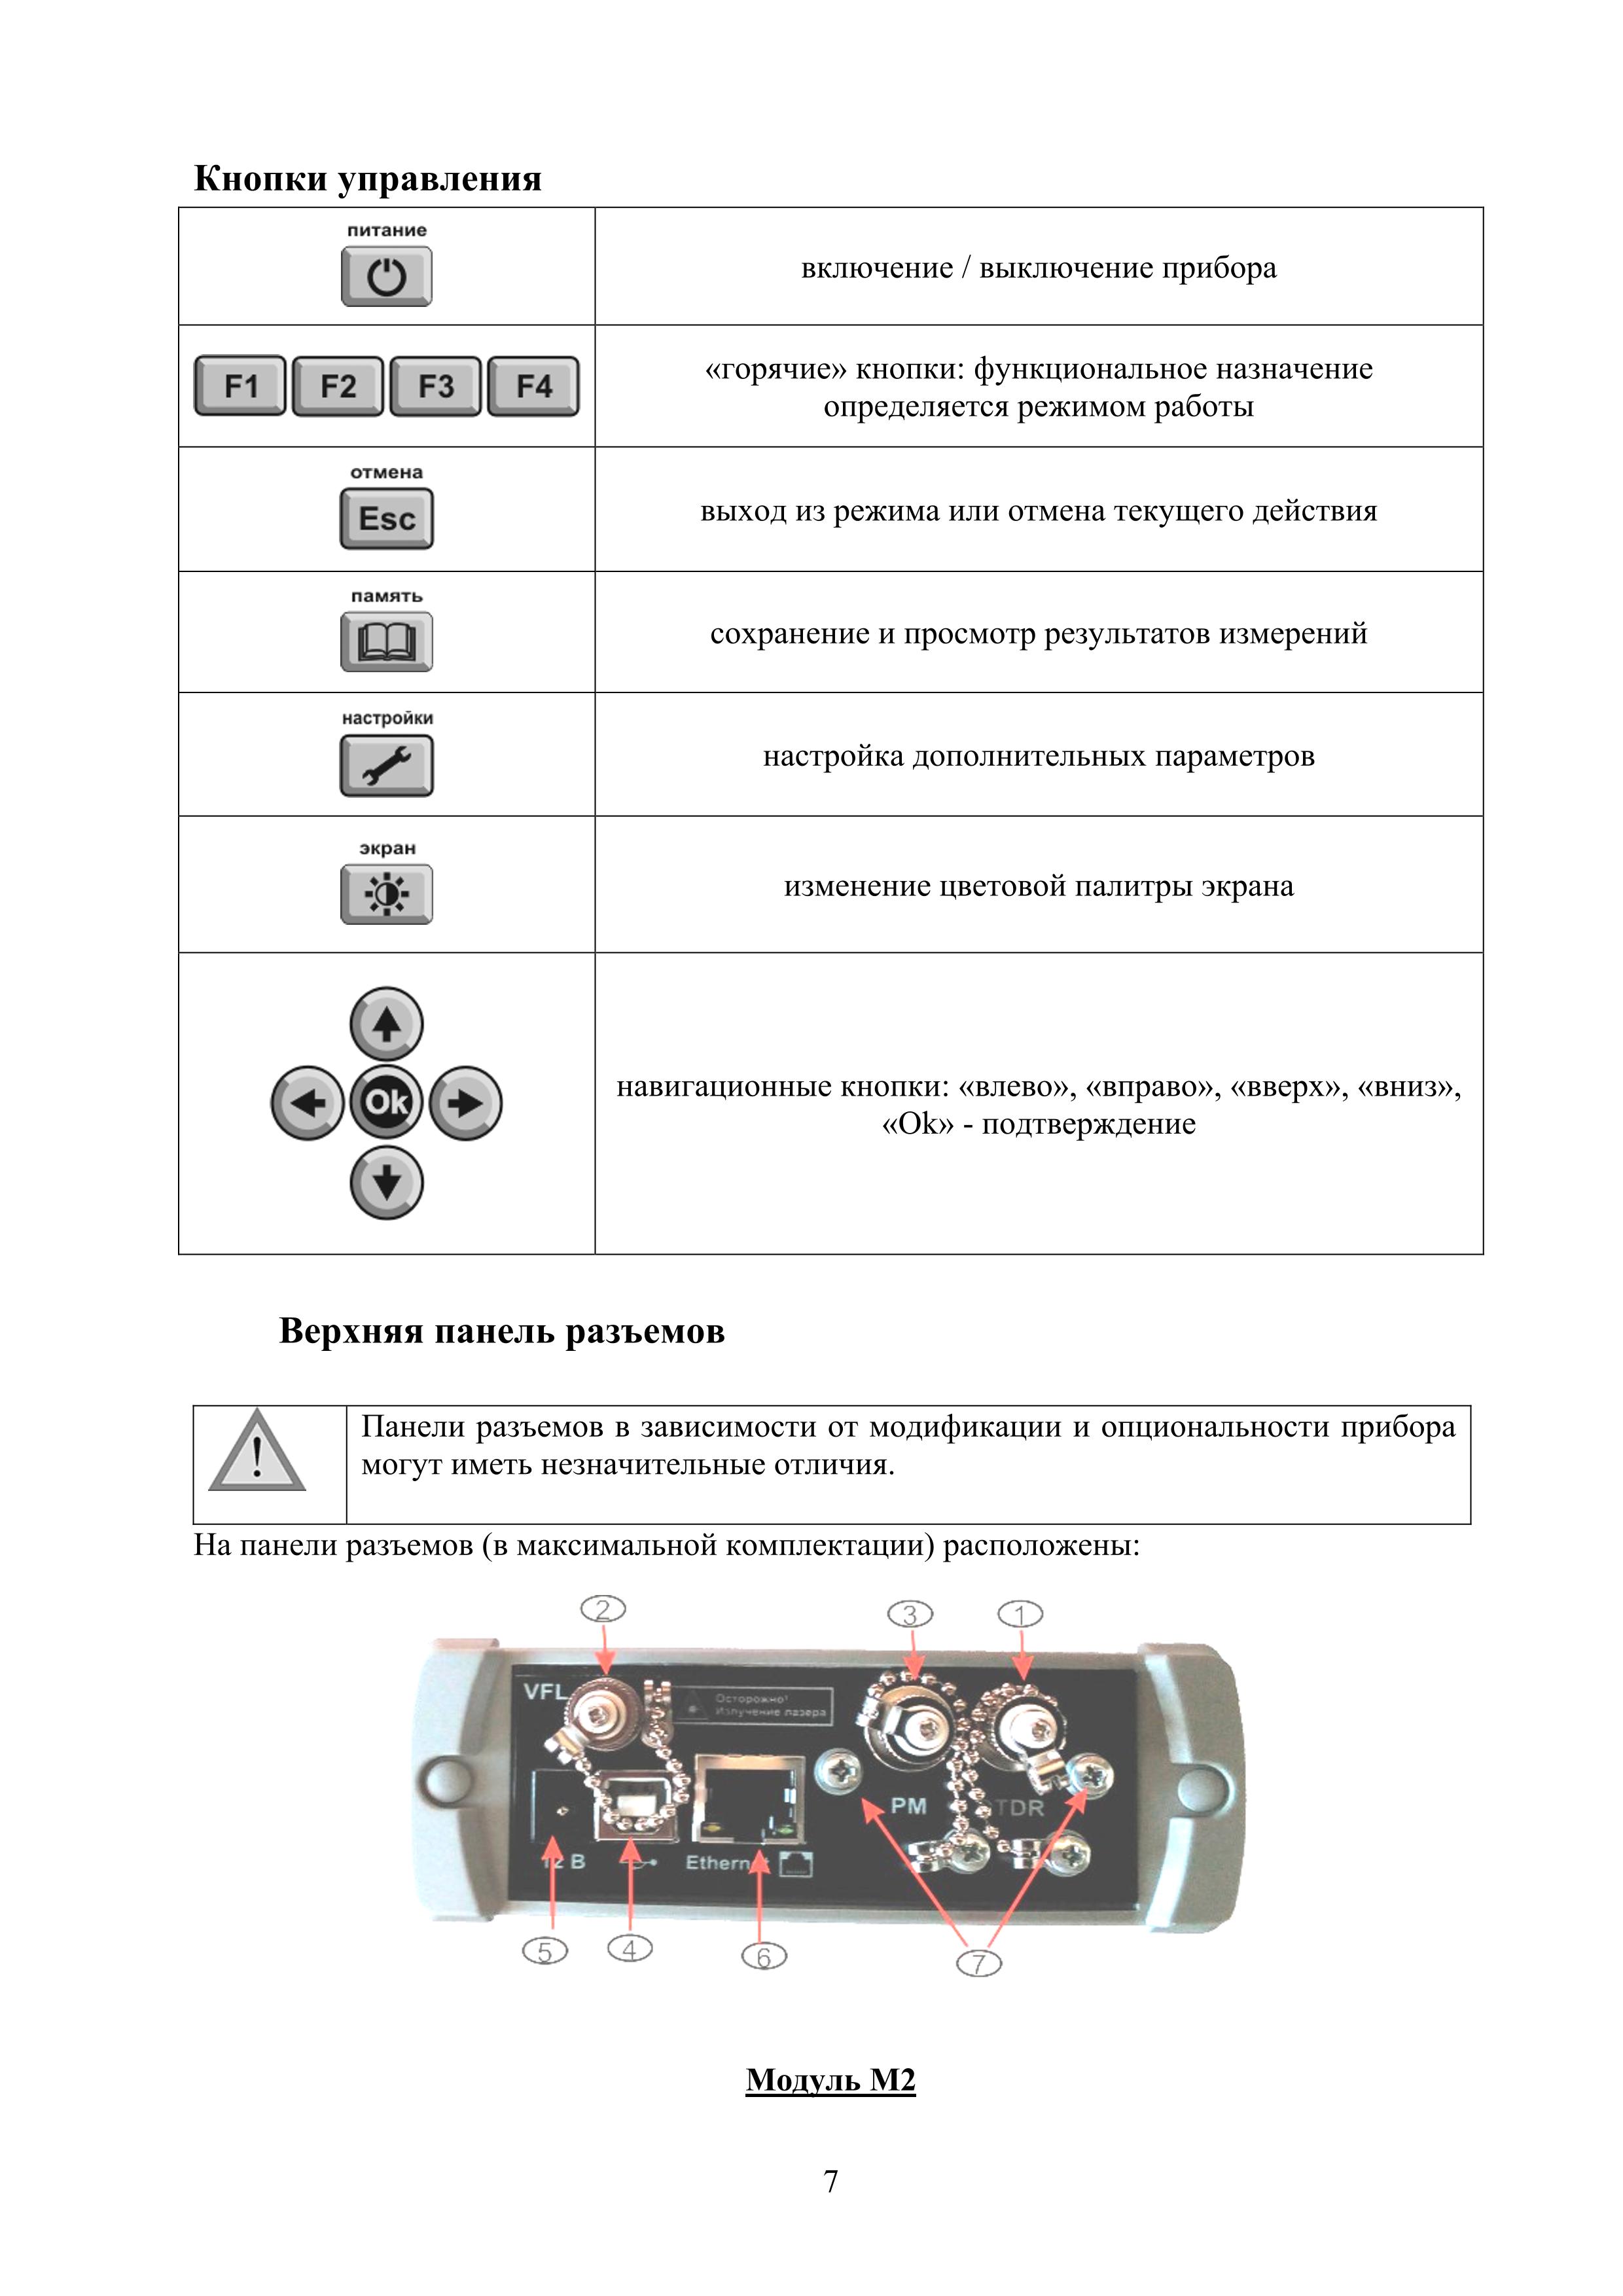 Кнопки управления
питание
включение / выключение прибора
F1 F2 F3 F4
«горячие» кнопки: функциональное назначение
определяется режимом работы
отмена
Esc
выход из режима или отмена текущего действия
память
сохранение и просмотр результатов измерений
настройки
настройка дополнительных параметров
экран
изменение цветовой палитры экрана
Ok
навигационные кнопки: «влево», «вправо», «вверх», «вниз»,
«Ok» - подтверждение
Верхняя панель разъемов
!
Панели разъемов в зависимости от модификации и опциональности прибора
могут иметь незначительные отличия.
На панели разъемов (в максимальной комплектации) расположены:
2 3 1
VFL
Осторожно!
Излучение лазера
PM TDR
12 В Ethern
5 4 6 7
Модуль М2
7